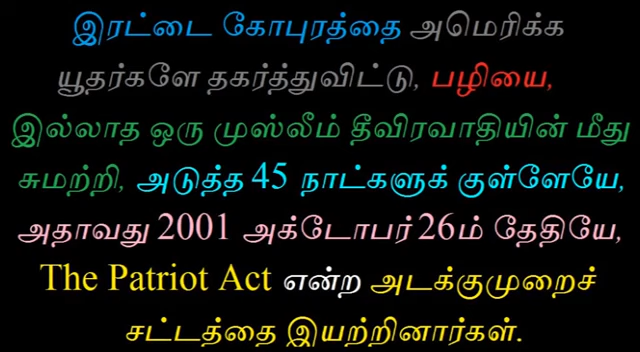 இரட்டை கோபுரத்தை அமெரிக்க
யூதர்களே தகர்த்துவிட்டு, பழியை,
இல்லாத ஒரு முஸ்லீம் தீவிரவாதியின் மீது
சுமற்றி, அடுத்த 45 நாட்களுக் குள்ளேயே,
அதாவது 2001 அக்டோபர் 26ம் தேதியே,
The Patriot Act என்ற அடக்குமுறைச்
சட்டத்தை இயற்றினார்கள்.